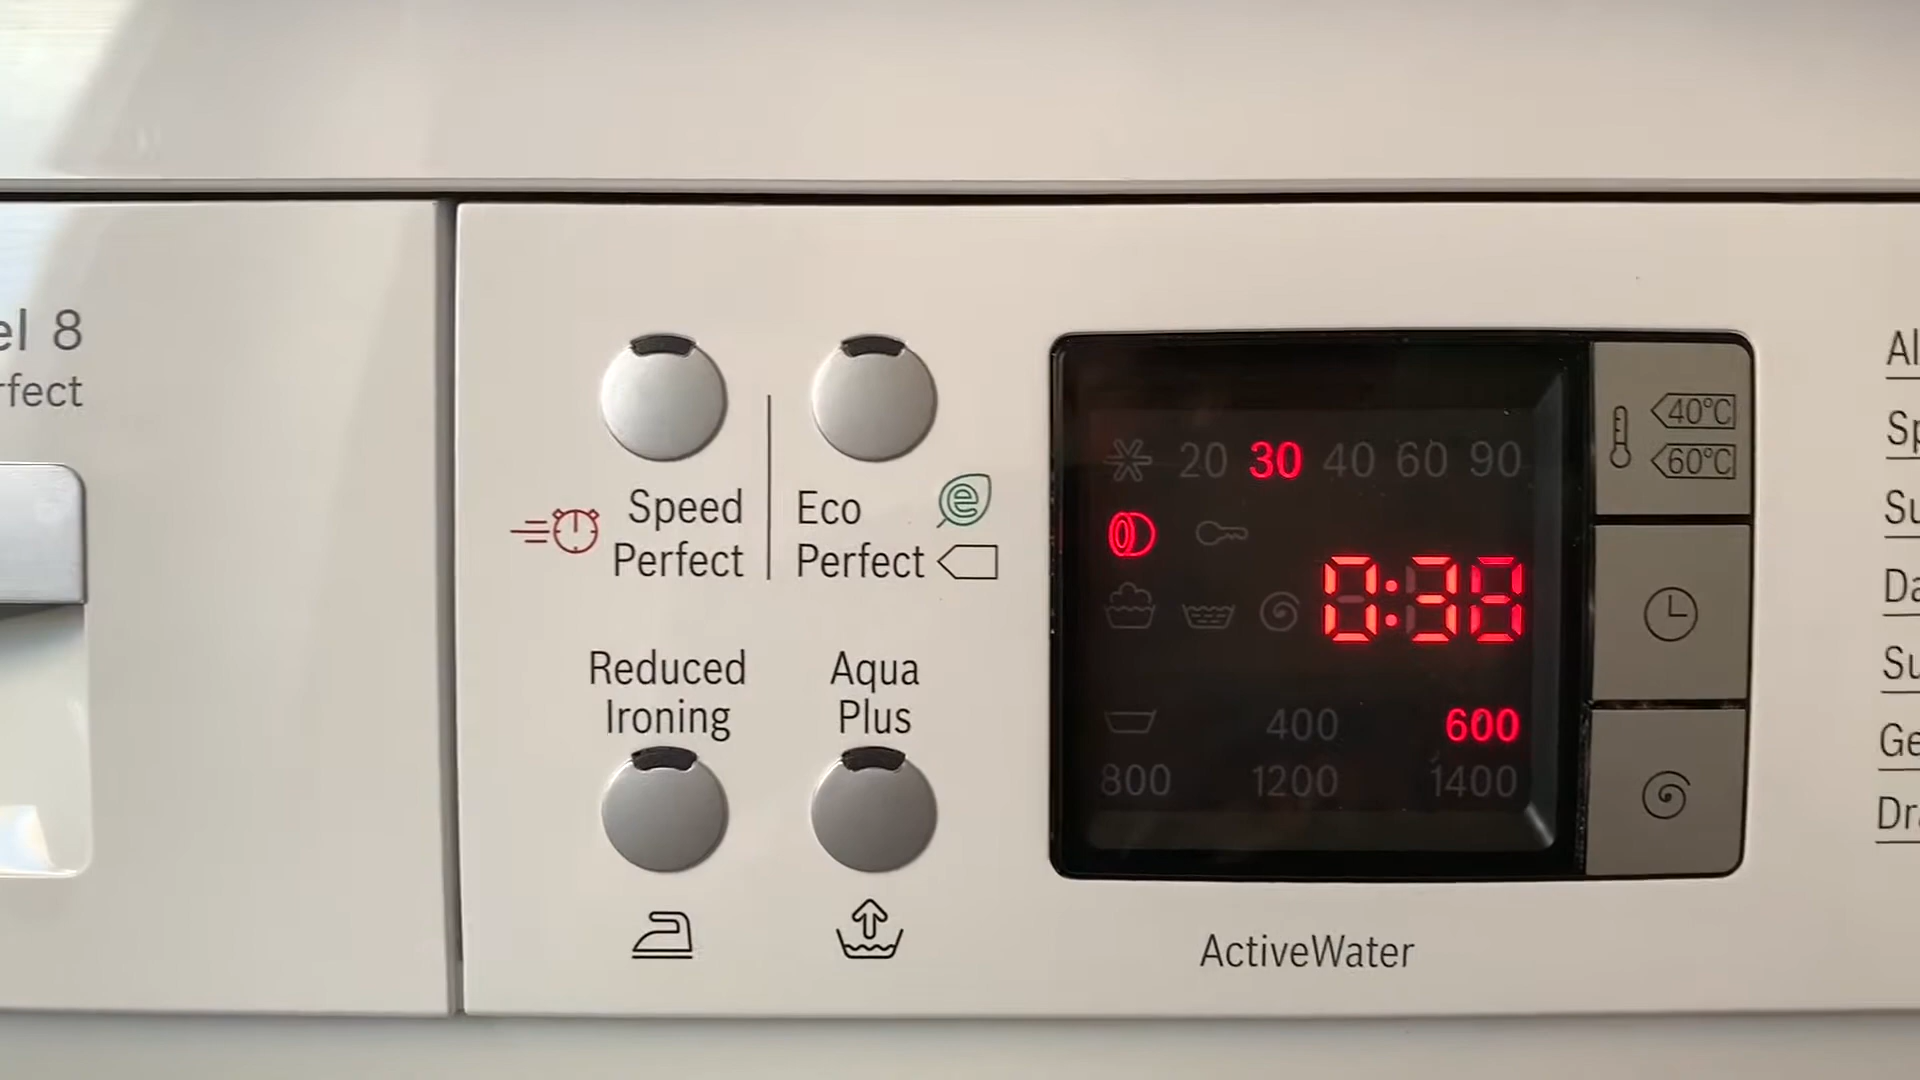 el 8
rfect
Speed
Perfect
Eco
Perfect
Reduced
Ironing
Aqua
Plus
20 30 40 60 90
0:38
400 600
800 1200 1400
40°C
60°C
ActiveWater
Al
Sp
Su
Da
Su
Ge
Dr